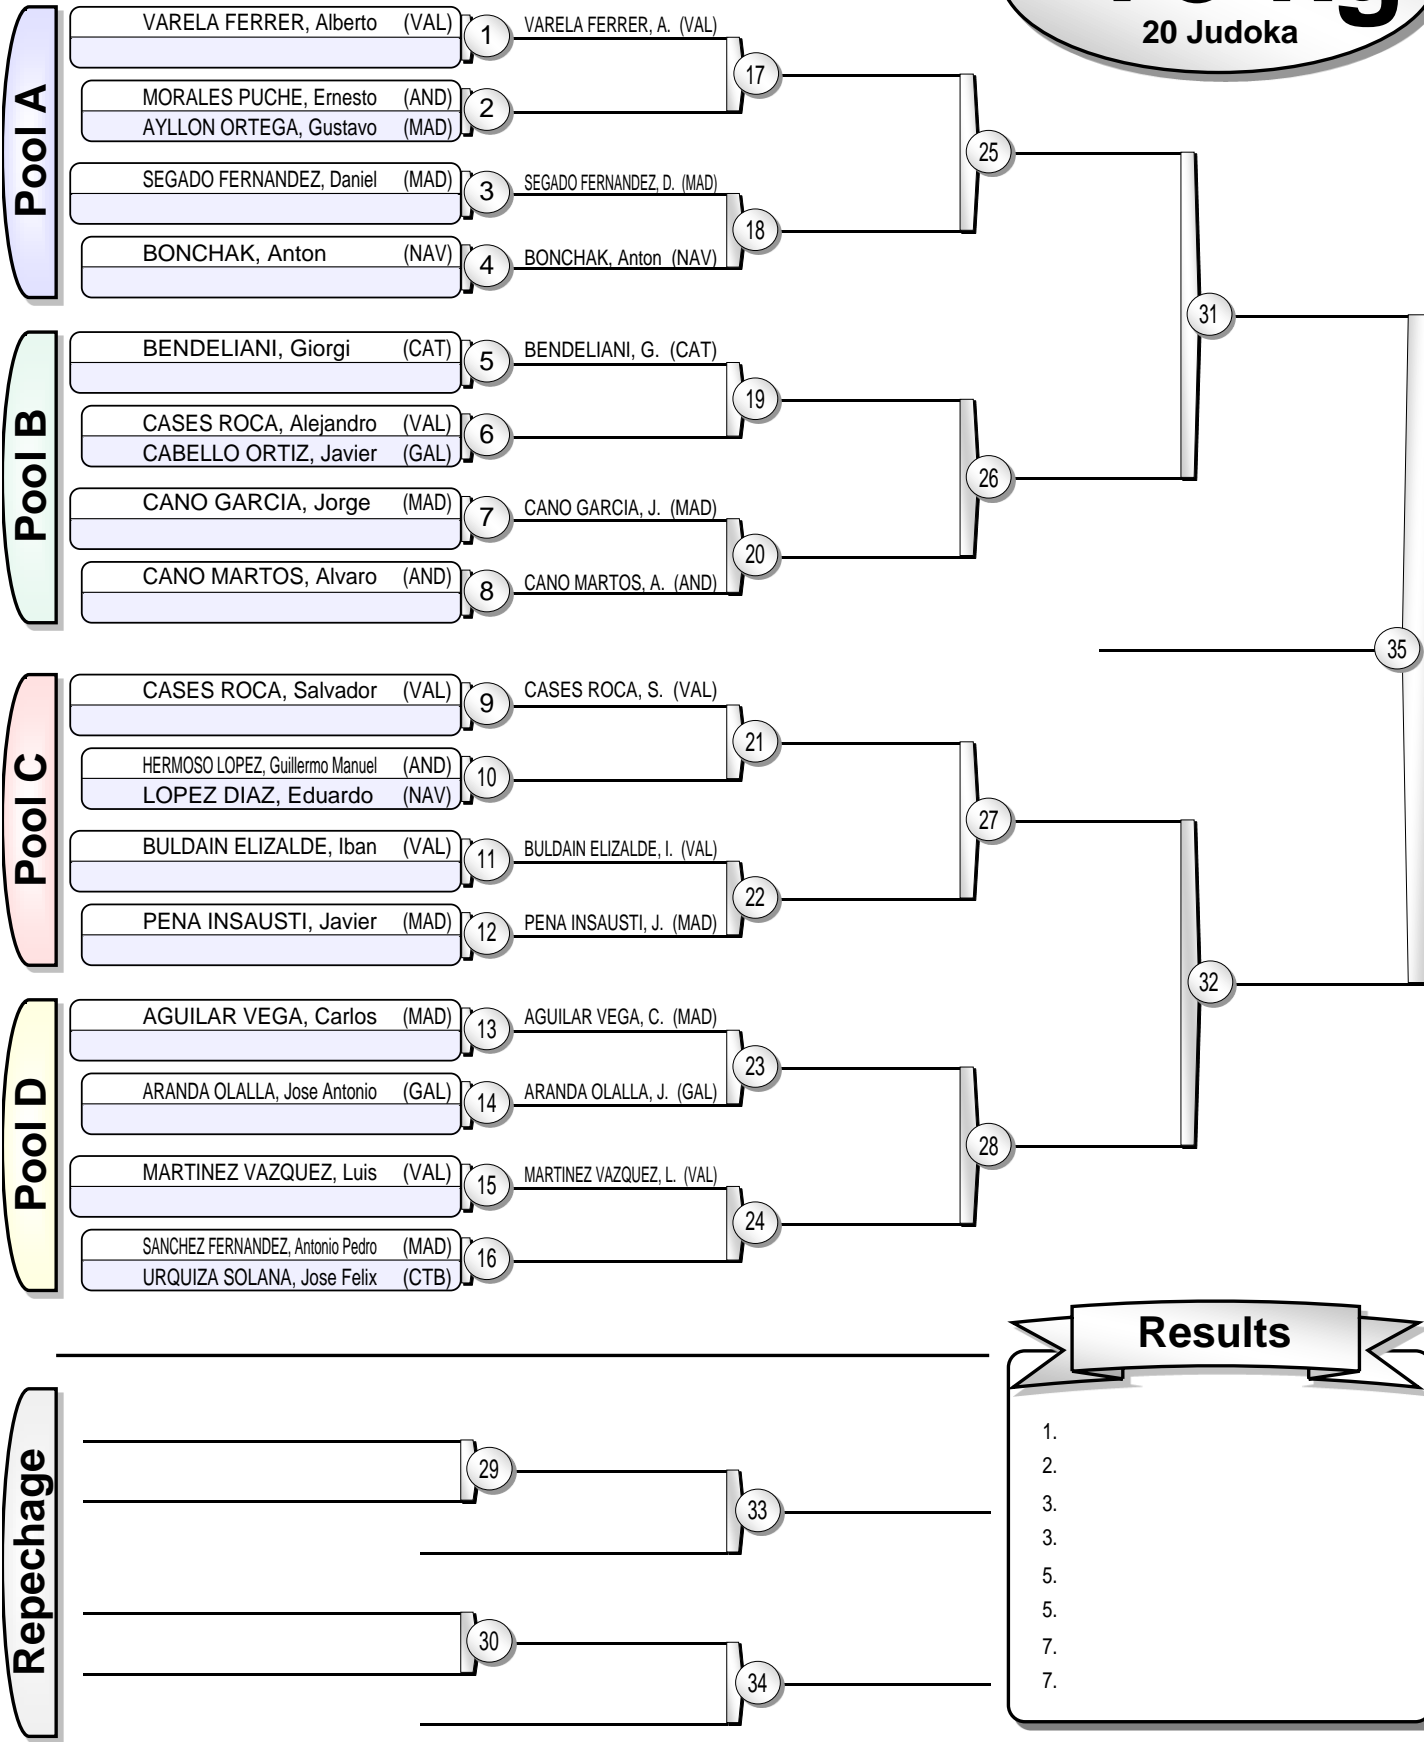 20 Judoka
Pool A
VARELA FERRER, Alberto (VAL) 1 VARELA FERRER, A. (VAL)
17
MORALES PUCHE, Ernesto (AND)
2
AYLLON ORTEGA, Gustavo (MAD)
25
SEGADO FERNANDEZ, Daniel (MAD) 3 SEGADO FERNANDEZ, D. (MAD)
18
BONCHAK, Anton (NAV) 4 BONCHAK, Anton (NAV)
31
Pool B
BENDELIANI, Giorgi (CAT) 5 BENDELIANI, G. (CAT)
19
CASES ROCA, Alejandro (VAL)
6
CABELLO ORTIZ, Javier (GAL)
26
CANO GARCIA, Jorge (MAD) 7 CANO GARCIA, J. (MAD)
20
CANO MARTOS, Alvaro (AND) 8 CANO MARTOS, A. (AND)
35
Pool C
CASES ROCA, Salvador (VAL) 9 CASES ROCA, S. (VAL)
21
HERMOSO LOPEZ, Guillermo Manuel (AND)
10
LOPEZ DIAZ, Eduardo (NAV)
27
BULDAIN ELIZALDE, Iban (VAL) 11 BULDAIN ELIZALDE, I. (VAL)
22
PENA INSAUSTI, Javier (MAD) 12 PENA INSAUSTI, J. (MAD)
32
Pool D
AGUILAR VEGA, Carlos (MAD) 13 AGUILAR VEGA, C. (MAD)
23
ARANDA OLALLA, Jose Antonio (GAL) 14 ARANDA OLALLA, J. (GAL)
28
MARTINEZ VAZQUEZ, Luis (VAL) 15 MARTINEZ VAZQUEZ, L. (VAL)
24
SANCHEZ FERNANDEZ, Antonio Pedro (MAD)
16
URQUIZA SOLANA, Jose Felix (CTB)
Results
1.
2.
3.
3.
5.
5.
7.
7.
Repechage
29
33
30
34